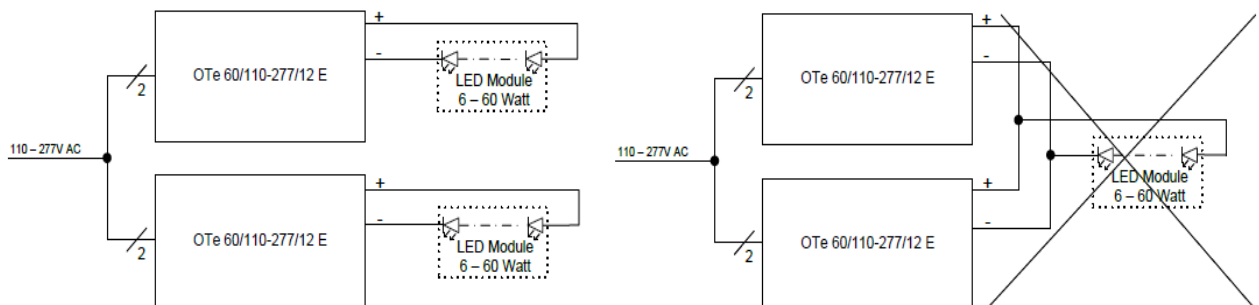 +
OTe 60/110-277/12 E
-
LED Module
6 – 60 Watt
2
110 – 277V AC
+
OTe 60/110-277/12 E
-
LED Module
6 – 60 Watt
2
+
OTe 60/110-277/12 E
-
2
110 – 277V AC
LED Module
6 – 60 Watt
+
OTe 60/110-277/12 E
-
2